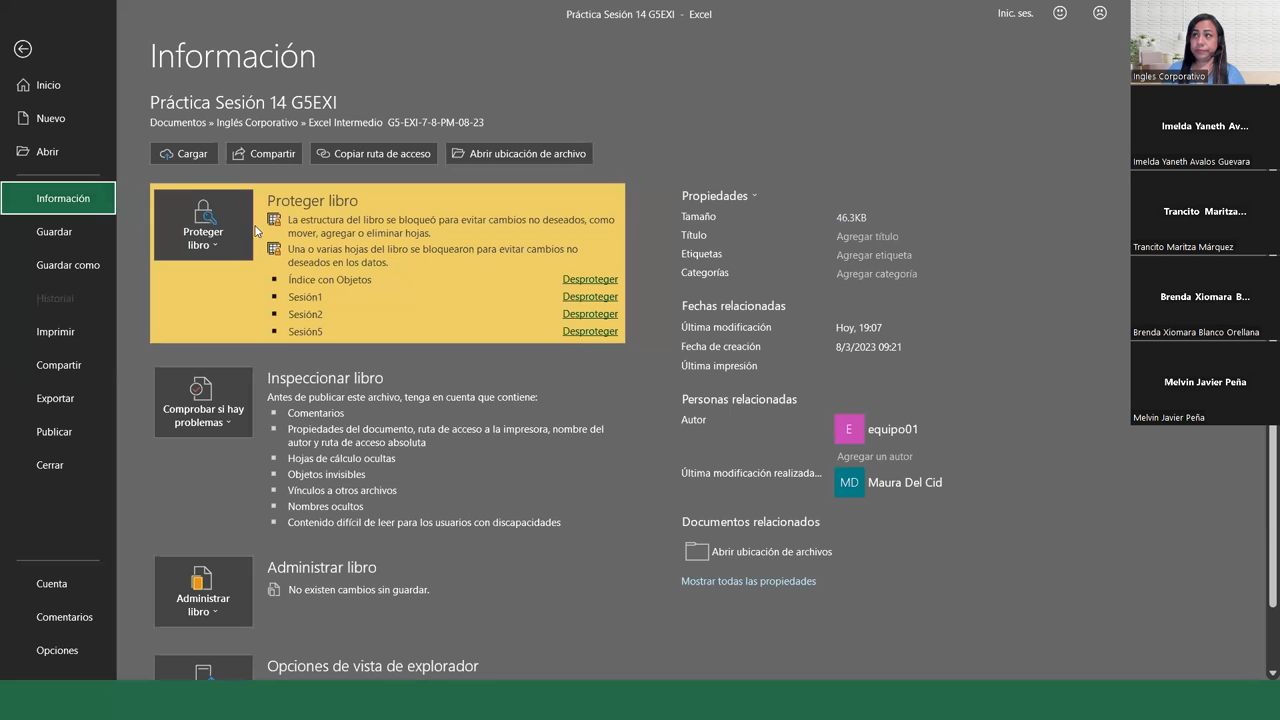 Práctica Sesión 14 G5EXI - Excel
Inic. ses.
Inicio
Nuevo
Abrir
Información
Guardar
Guardar como
Historial
Imprimir
Compartir
Exportar
Publicar
Cerrar
Cuenta
Comentarios
Opciones
Información
Práctica Sesión 14 G5EXI
Documentos » Inglés Corporativo » Excel Intermedio G5-EXI-7-8-PM-08-23
Cargar
Compartir
Copiar ruta de acceso
Abrir ubicación de archivo
Proteger
libro
Proteger libro
La estructura del libro se bloqueó para evitar cambios no deseados, como
mover, agregar o eliminar hojas.
Una o varias hojas del libro se bloquearon para evitar cambios no
deseados en los datos.
Índice con Objetos Desproteger
Sesión1 Desproteger
Sesión2 Desproteger
Sesión5 Desproteger
Comprobar si hay
problemas
Inspeccionar libro
Antes de publicar este archivo, tenga en cuenta que contiene:
Comentarios
Propiedades del documento, ruta de acceso a la impresora, nombre del
autor y ruta de acceso absoluta
Hojas de cálculo ocultas
Objetos invisibles
Vínculos a otros archivos
Nombres ocultos
Contenido difícil de leer para los usuarios con discapacidades
Administrar
libro
Administrar libro
No existen cambios sin guardar.
Opciones de vista de explorador
Propiedades
Tamaño 46.3KB
Título Agregar título
Etiquetas Agregar etiqueta
Categorías Agregar categoría
Fechas relacionadas
Última modificación Hoy, 19:07
Fecha de creación 8/3/2023 09:21
Última impresión
Personas relacionadas
Autor
E equipo01
Agregar un autor
Última modificación realizada...
MD Maura Del Cid
Documentos relacionados
Abrir ubicación de archivos
Mostrar todas las propiedades
Ingles Corporativo
Imelda Yaneth Av...
Imelda Yaneth Avalos Guevara
Trancito Maritza...
Trancito Maritza Márquez
Brenda Xiomara B...
Brenda Xiomara Blanco Orellana
Melvin Javier Peña
Melvin Javier Peña